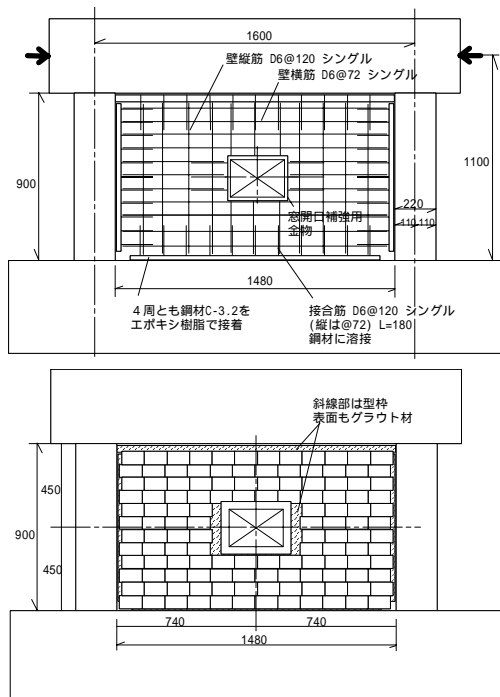 1600
壁縦筋 D6@120 シングル
壁横筋 D6@72 シングル
900
1100
窓開口補強用
金物
220
110 110
1480
4周とも鋼材C-3.2を
エポキシ樹脂で接着
接合筋 D6@120 シングル
(縦は@72) L=180
鋼材に溶接
斜線部は型枠
表面もグラウト材
450
900
450
740 740
1480